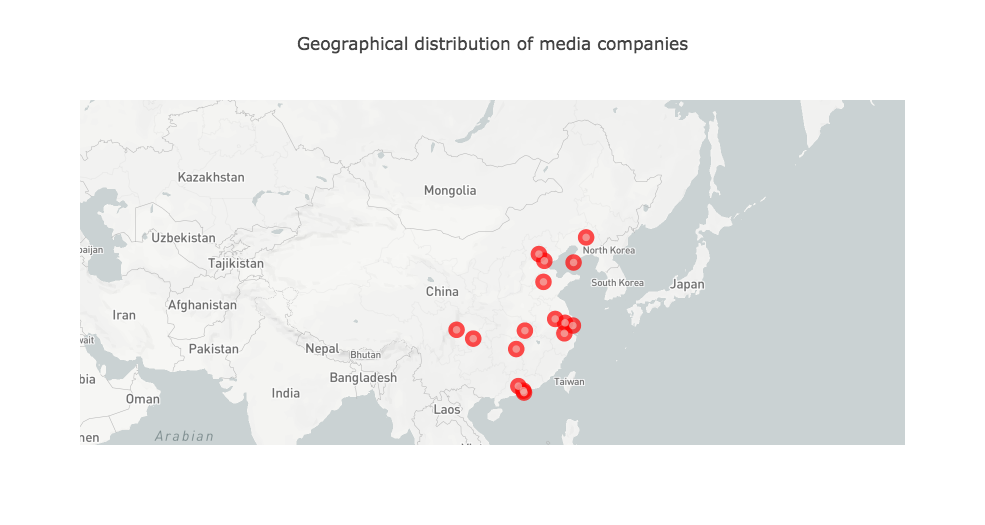 Geographical distribution of media companies
Kazakhstan
Mongolia
Uzbekistan
baijan
North Korea
Tajikistan
South Korea
Japan
China
Afghanistan
Iran
wait
Pakistan
Nepal
Bhutan
Bangladesh
bia
Taiwan
India
Oman
Laos
nen
Arabian